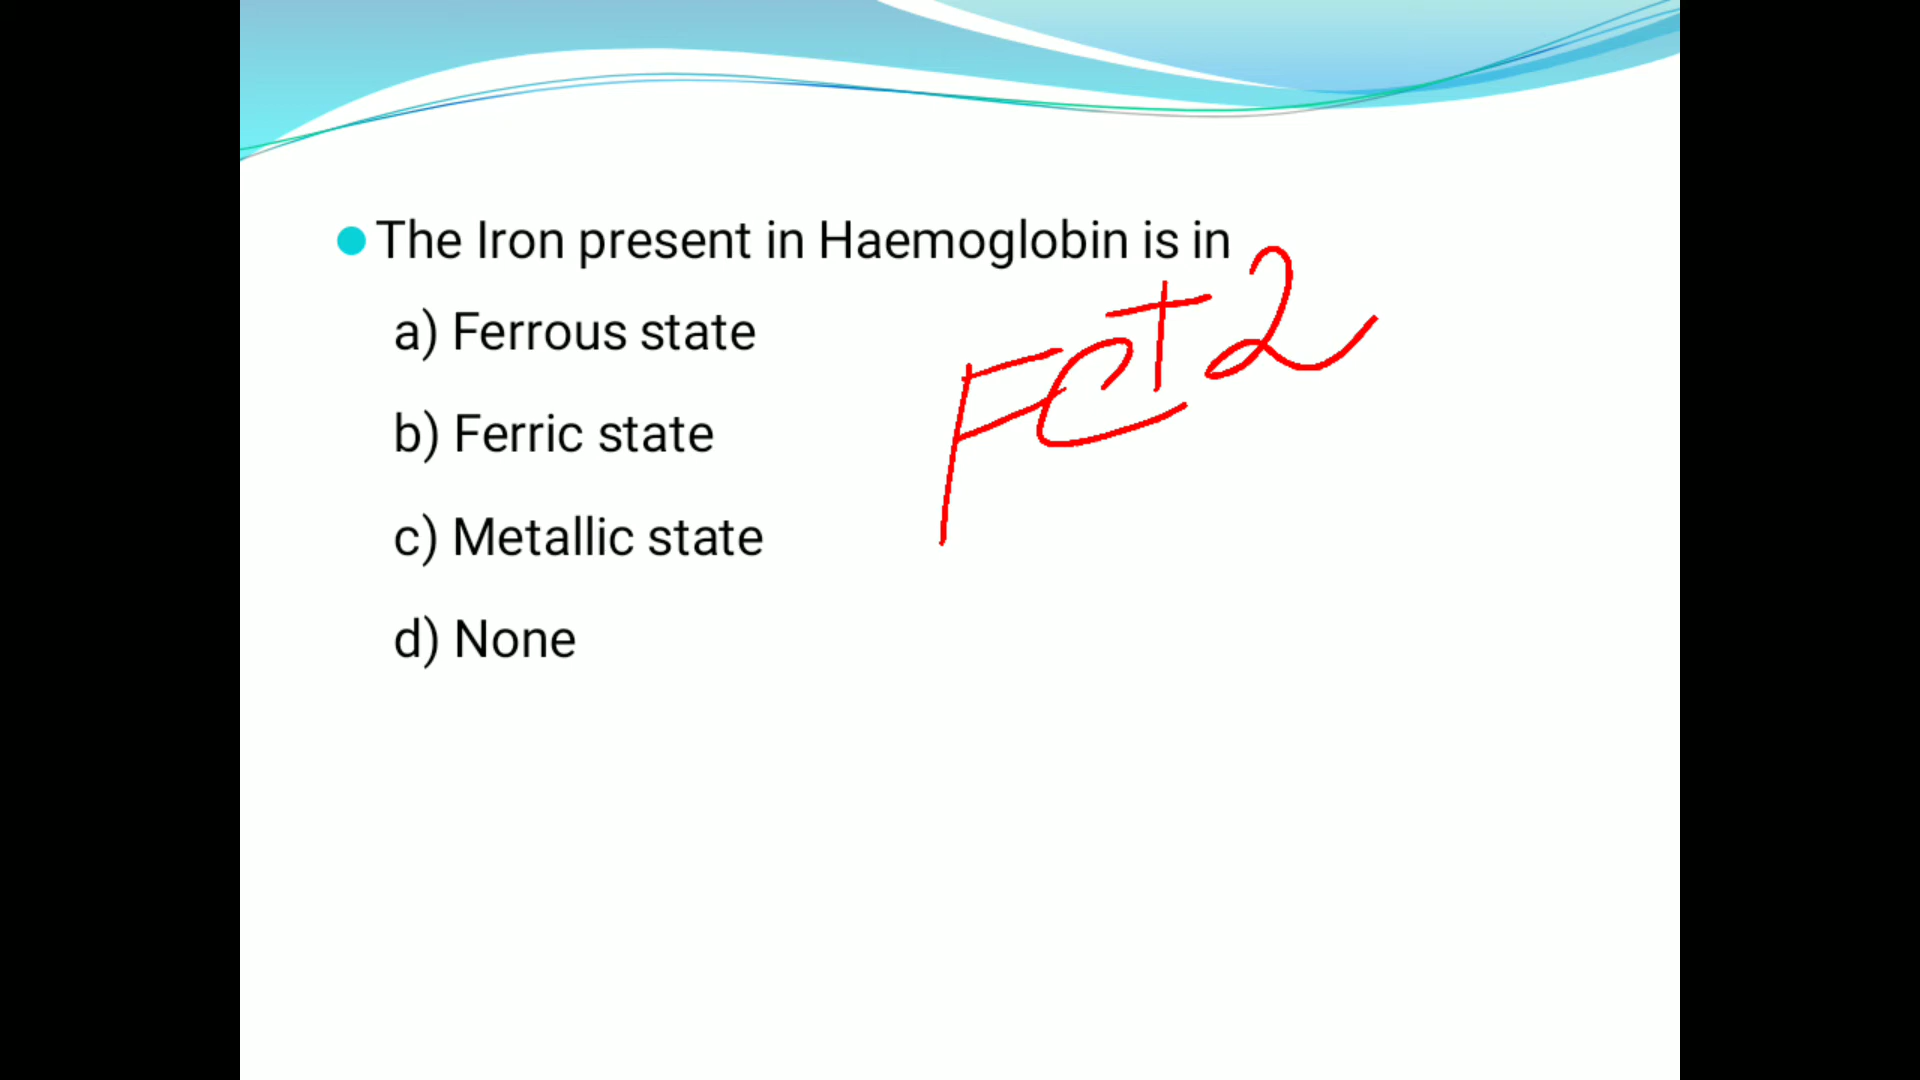 The Iron present in Haemoglobin is in
a) Ferrous state
b) Ferric state
c) Metallic state
d) None
Fe+2